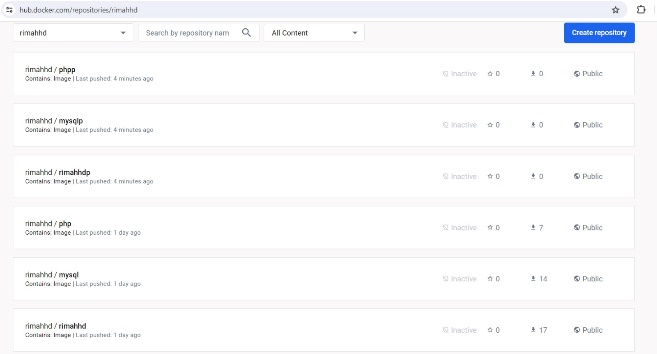 hub.docker.com/repositories/rimahhd
rimahhd Search by repository nam All Content Create repository
rimahhd / phpp Inactive 0 0 Public
Contains: Image | Last pushed: 4 minutes ago
rimahhd / mysqlp Inactive 0 0 Public
Contains: Image | Last pushed: 4 minutes ago
rimahhd / rimahhdp Inactive 0 0 Public
Contains: Image | Last pushed: 4 minutes ago
rimahhd / php Inactive 0 7 Public
Contains: Image | Last pushed: 1 day ago
rimahhd / mysql Inactive 0 14 Public
Contains: Image | Last pushed: 1 day ago
rimahhd / rimahhd Inactive 0 17 Public
Contains: Image | Last pushed: 1 day ago